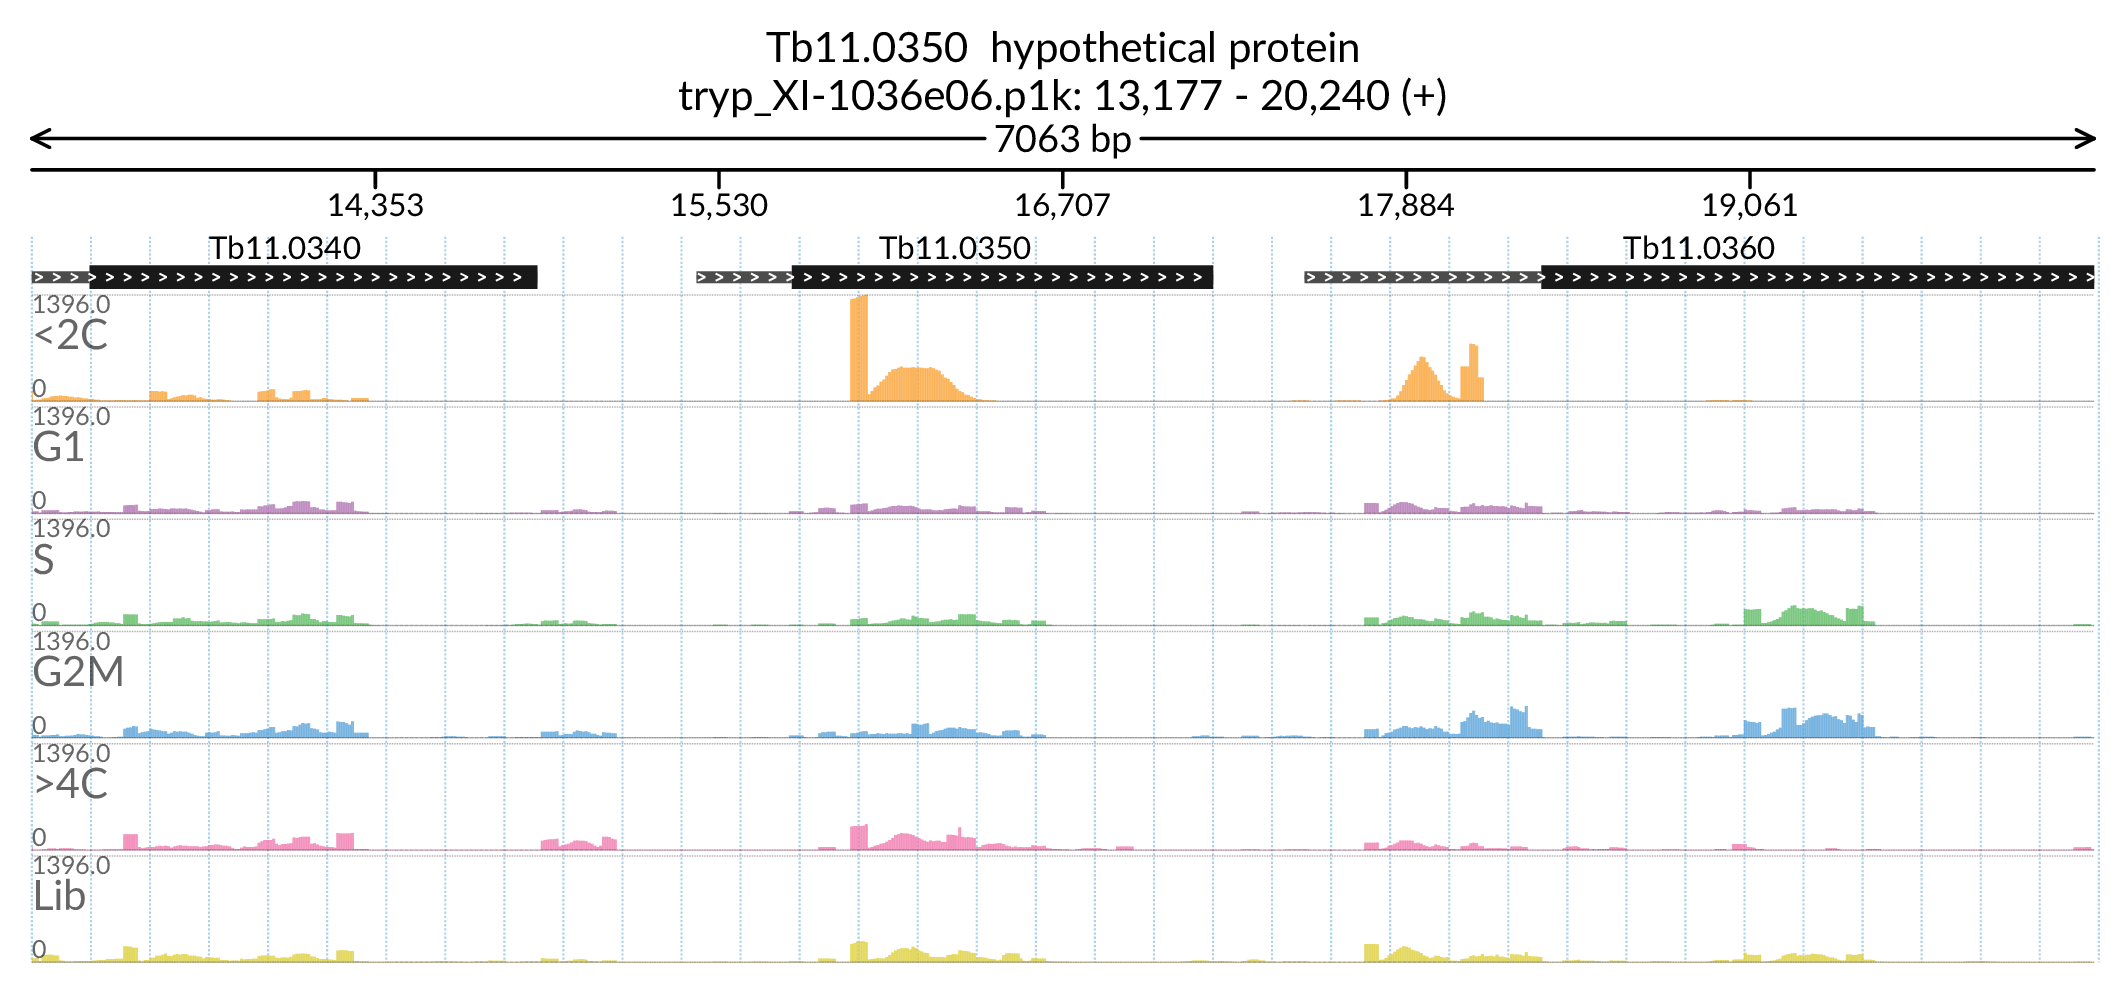 Tb11.0350 hypothetical protein
tryp_XI-1036e06.p1k: 13,177 - 20,240 (+)
7063 bp
14,353 15,530 16,707 17,884 19,061
Tb11.0340 Tb11.0350 Tb11.0360
1396.0
<2C
0
1396.0
G1
0
1396.0
S
0
1396.0
G2M
0
1396.0
>4C
0
1396.0
Lib
0